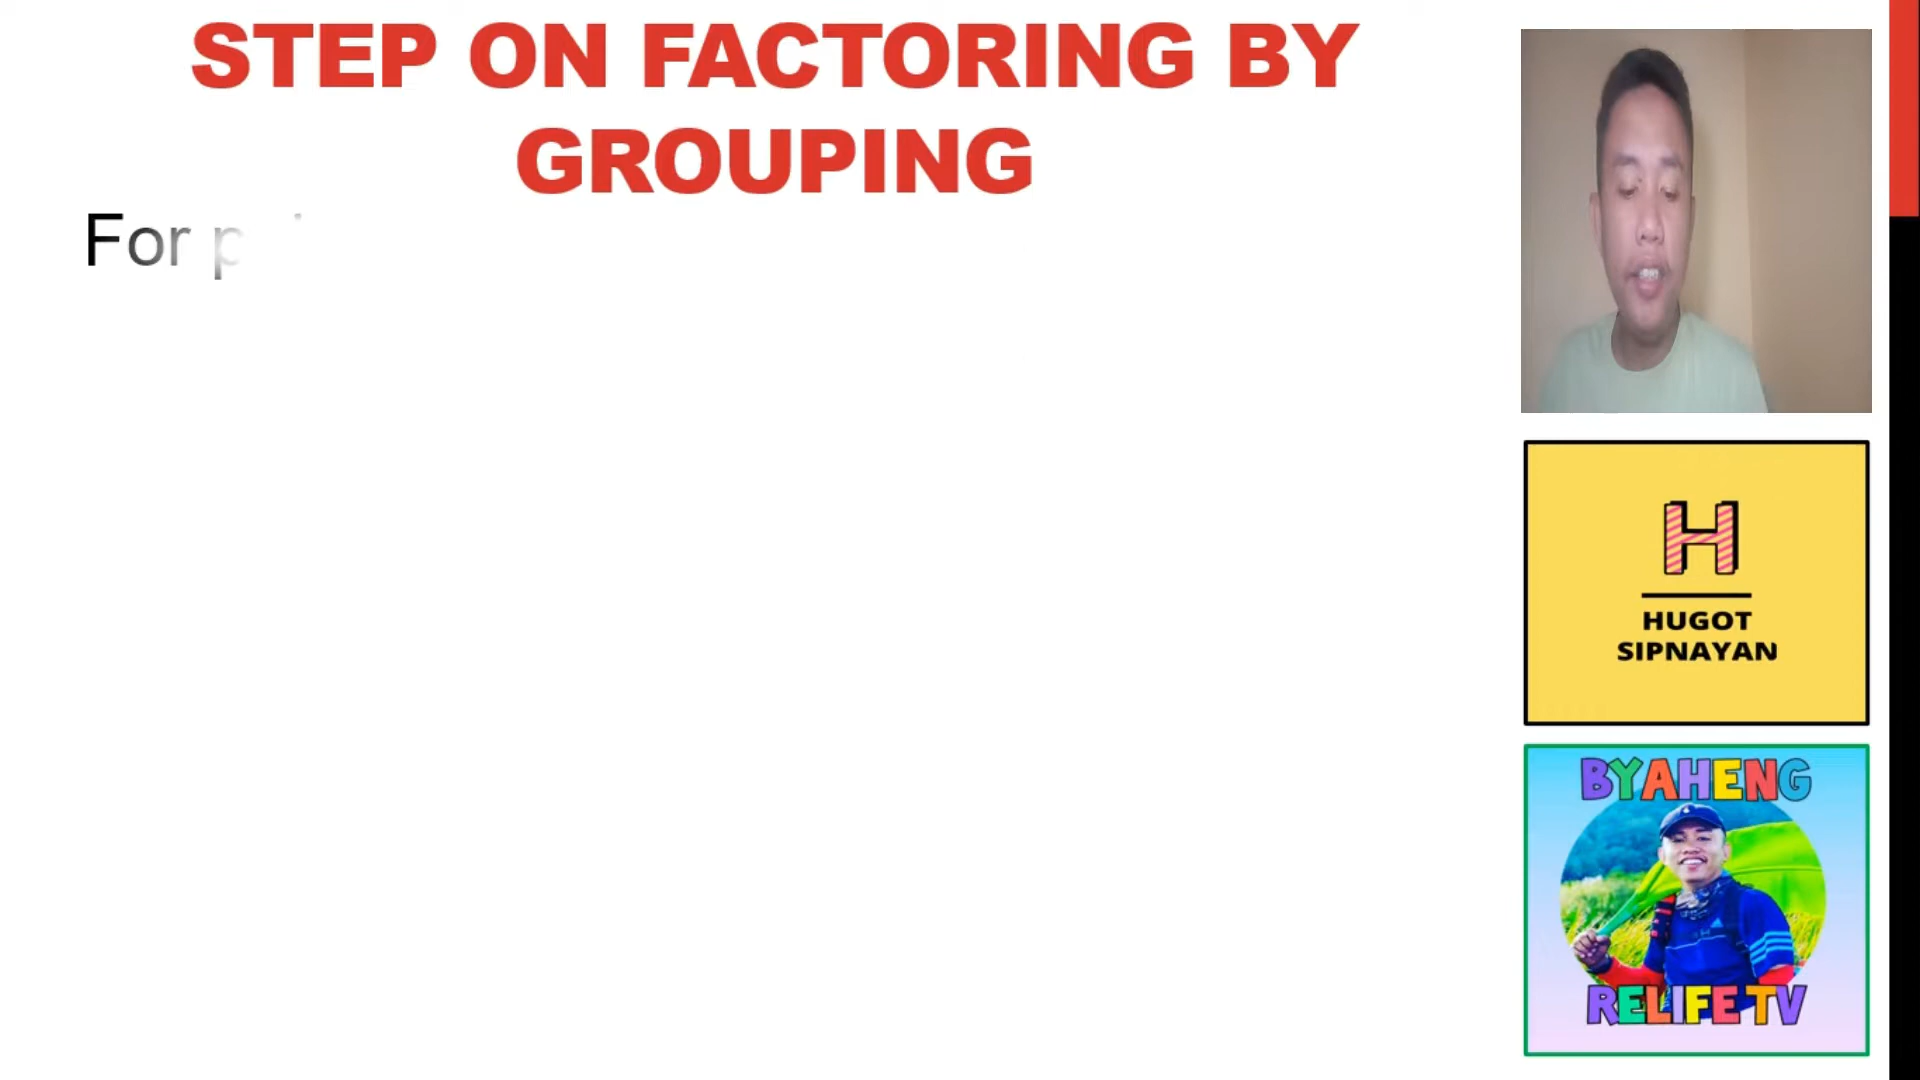 STEP ON FACTORING BY
GROUPING
For
H
HUGOT
SIPNAYAN
BYAHENG
RELIFE TV